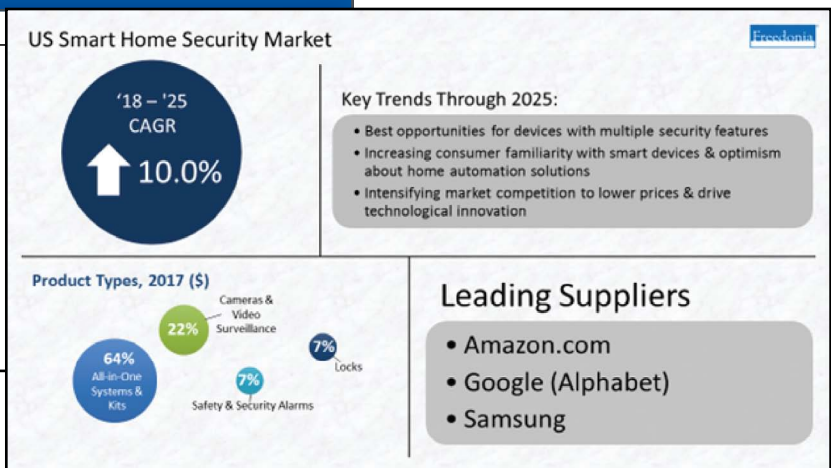 US Smart Home Security Market
Freedonia
‘18 – '25
CAGR
10.0%
Key Trends Through 2025:
• Best opportunities for devices with multiple security features
• Increasing consumer familiarity with smart devices & optimism
about home automation solutions
• Intensifying market competition to lower prices & drive
technological innovation
Product Types, 2017 ($)
Cameras &
Video
Surveillance
22%
7%
Locks
64%
All-in-One
Systems &
Kits
7%
Safety & Security Alarms
Leading Suppliers
• Amazon.com
• Google (Alphabet)
• Samsung